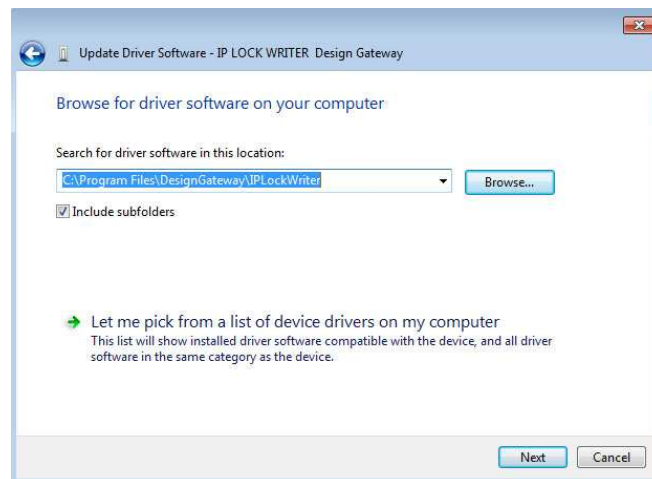 Update Driver Software - IP LOCK WRITER Design Gateway
Browse for driver software on your computer
Search for driver software in this location:
C:\Program Files\DesignGateway\IPLockWriter
Browse...
Include subfolders
Let me pick from a list of device drivers on my computer
This list will show installed driver software compatible with the device, and all driver
software in the same category as the device.
Next Cancel